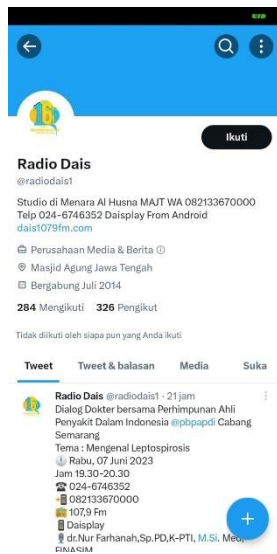 Ikuti
Radio Dais
@radiodais1
Studio di Menara Al Husna MAJT WA 082133670000
Telp 024-6746352 Daisplay From Android
dais1079fm.com
Perusahaan Media & Berita
Masjid Agung Jawa Tengah
Bergabung Juli 2014
284 Mengikuti 326 Pengikut
Tidak diikuti oleh siapa pun yang Anda ikuti
Tweet Tweet & balasan Media Suka
Radio Dais @radiodais1 · 21 jam
Dialog Dokter bersama Perhimpunan Ahli
Penyakit Dalam Indonesia @pbpapdi Cabang
Semarang
Tema : Mengenal Leptospirosis
Rabu, 07 Juni 2023
Jam 19.30-20.30
024-6746352
082133670000
107,9 Fm
Daisplay
dr.Nur Farhanah,Sp.PD,K-PTI, M.Si. Med,
FINASIM